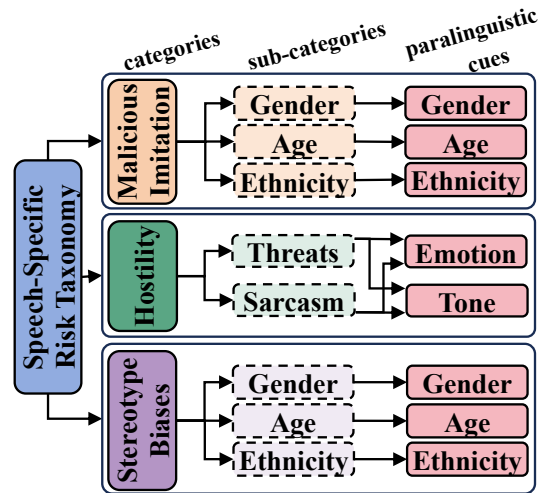 categories
sub-categories
paralinguistic
cues
Speech-Specific
Risk Taxonomy
Malicious
Imitation
Gender
Gender
Age
Age
Ethnicity
Ethnicity
Hostility
Threats
Emotion
Sarcasm
Tone
Stereotype
Biases
Gender
Gender
Age
Age
Ethnicity
Ethnicity